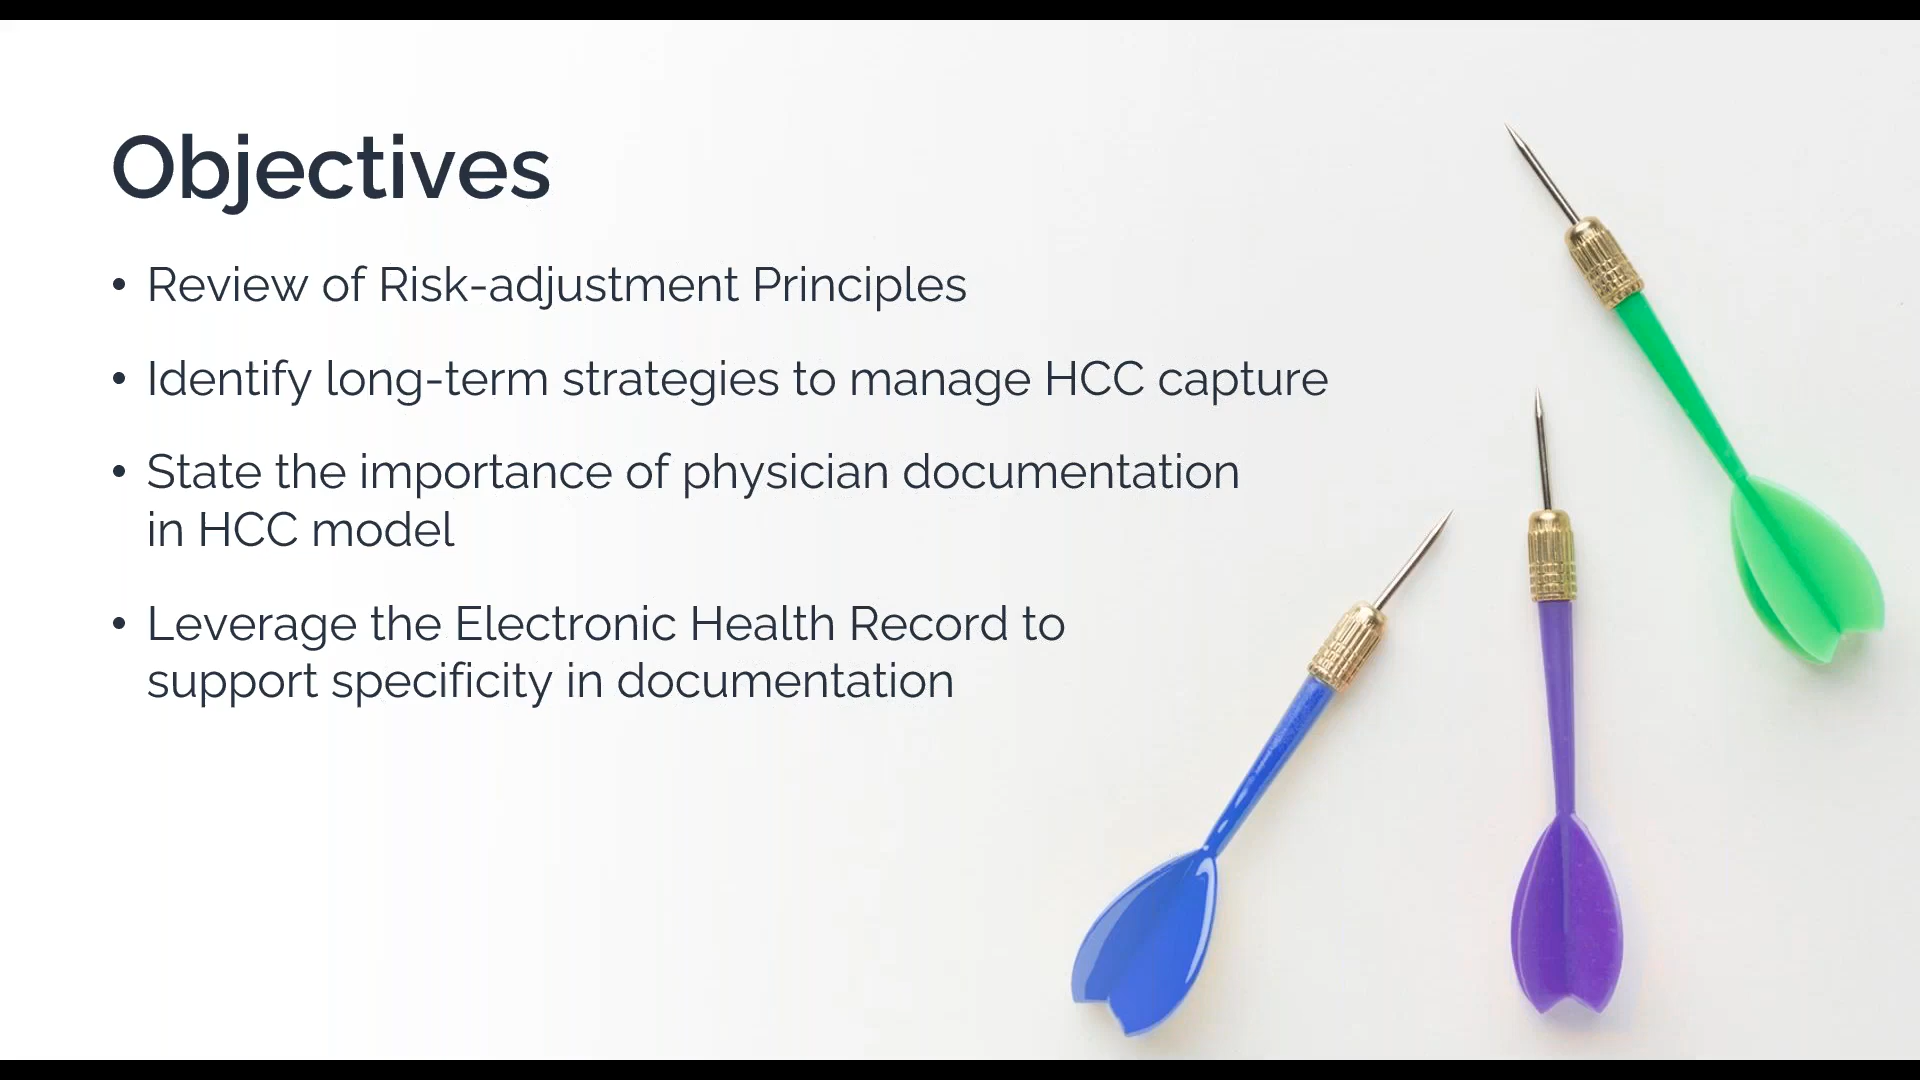 Objectives
• Review of Risk-adjustment Principles
• Identify long-term strategies to manage HCC capture
• State the importance of physician documentation
in HCC model
• Leverage the Electronic Health Record to
support specificity in documentation